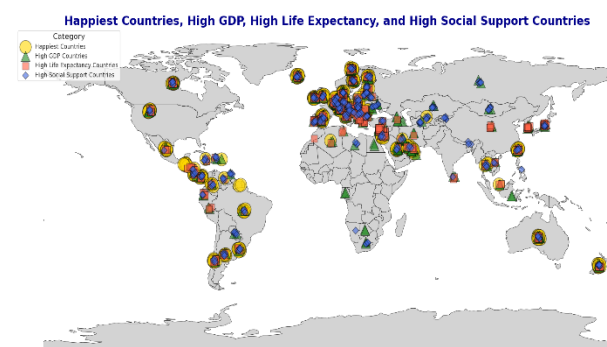 Happiest Countries, High GDP, High Life Expectancy, and High Social Support Countries
Category
Happiest Countries
High GDP Countries
High Life Expectancy Countries
High Social Support Countries